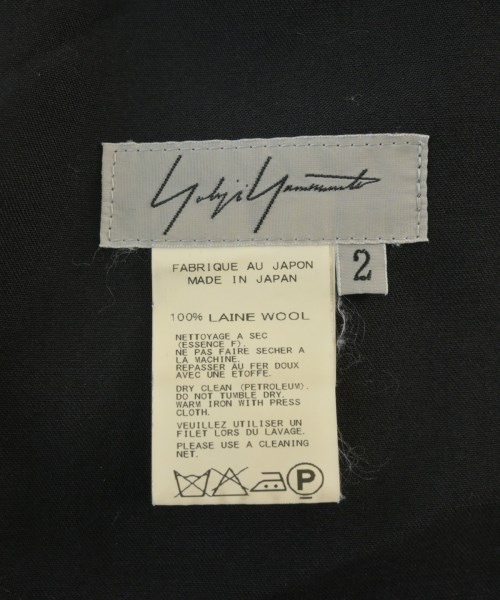 Yohji Yamamoto
2
FABRIQUE AU JAPON
MADE IN JAPAN
100% LAINE WOOL
NETTOYAGE A SEC
(ESSENCE F).
NE PAS FAIRE SECHER A
LA MACHINE.
REPASSER AU FER DOUX
AVEC UNE ETOFFE.
DRY CLEAN (PETROLEUM).
DO NOT TUMBLE DRY.
WARM IRON WITH PRESS
CLOTH.
VEUILLEZ UTILISER UN
FILET LORS DU LAVAGE.
PLEASE USE A CLEANING
NET.
P